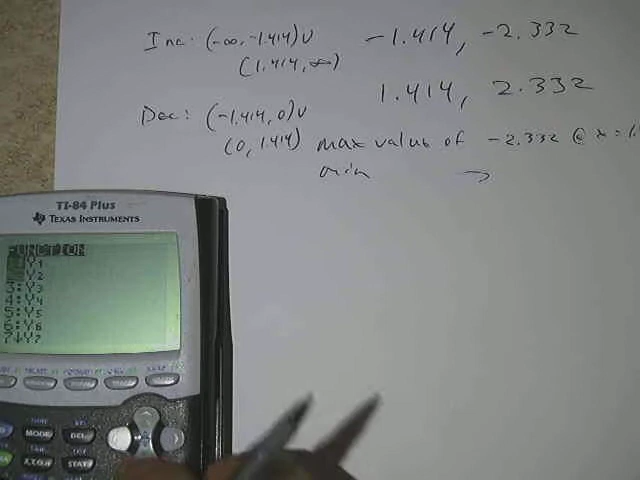 Inc: (-∞, -1.414) U
(1.414, ∞)
-1.414, -2.332
1.414, 2.332
Dec: (-1.414, 0) U
(0, 1.414)
max value of -2.332 @ x = 1.
min
TI-84 Plus
TEXAS INSTRUMENTS
FUNCTION
Y1
Y2
3:Y3
4:Y4
5:Y5
6:Y6
7↓Y7
MODE
DEL
X,T,Θ,n
STAT